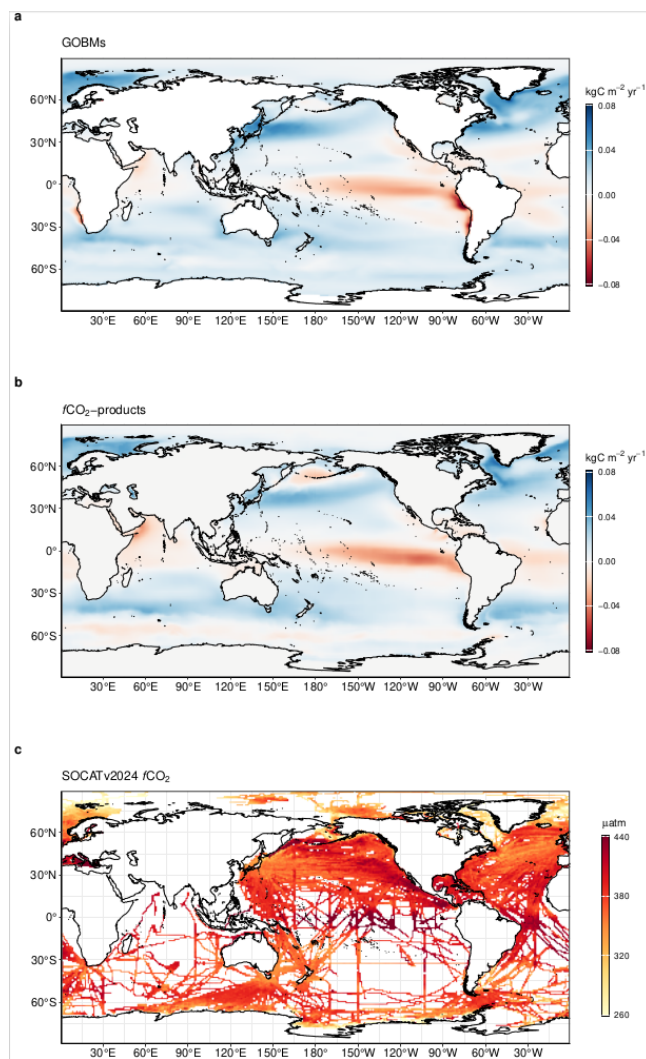 a
GOBMs
kgC m⁻² yr⁻¹
60°N
30°N
0°
30°S
60°S
0.08
0.04
0.00
−0.04
−0.08
30°E 60°E 90°E 120°E 150°E 180° 150°W 120°W 90°W 60°W 30°W
b
fCO₂−products
kgC m⁻² yr⁻¹
60°N
30°N
0°
30°S
60°S
0.08
0.04
0.00
−0.04
−0.08
30°E 60°E 90°E 120°E 150°E 180° 150°W 120°W 90°W 60°W 30°W
c
SOCATv2024 fCO₂
µatm
60°N
30°N
0°
30°S
60°S
440
380
320
260
30°E 60°E 90°E 120°E 150°E 180° 150°W 120°W 90°W 60°W 30°W